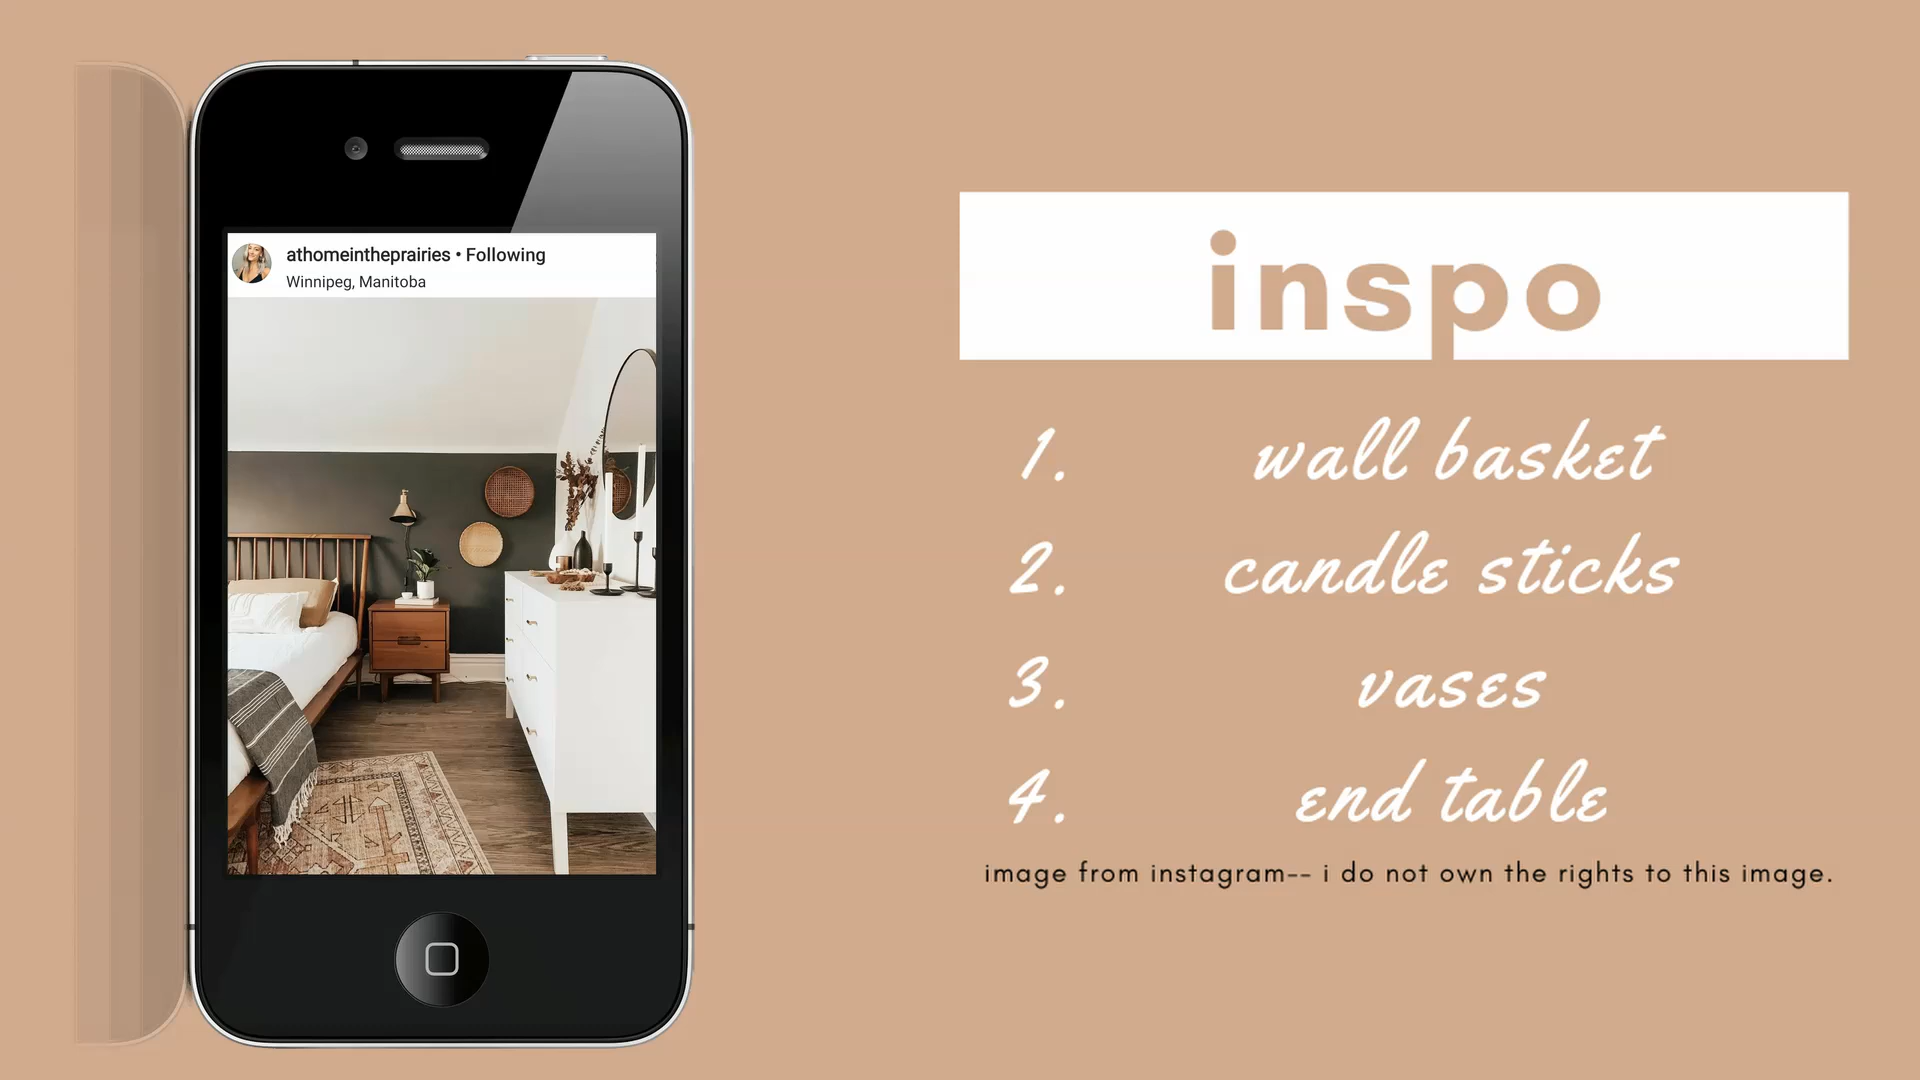 athomeintheprairies • Following
Winnipeg, Manitoba
inspo
1. wall basket
2. candle sticks
3. vases
4. end table
image from instagram-- i do not own the rights to this image.